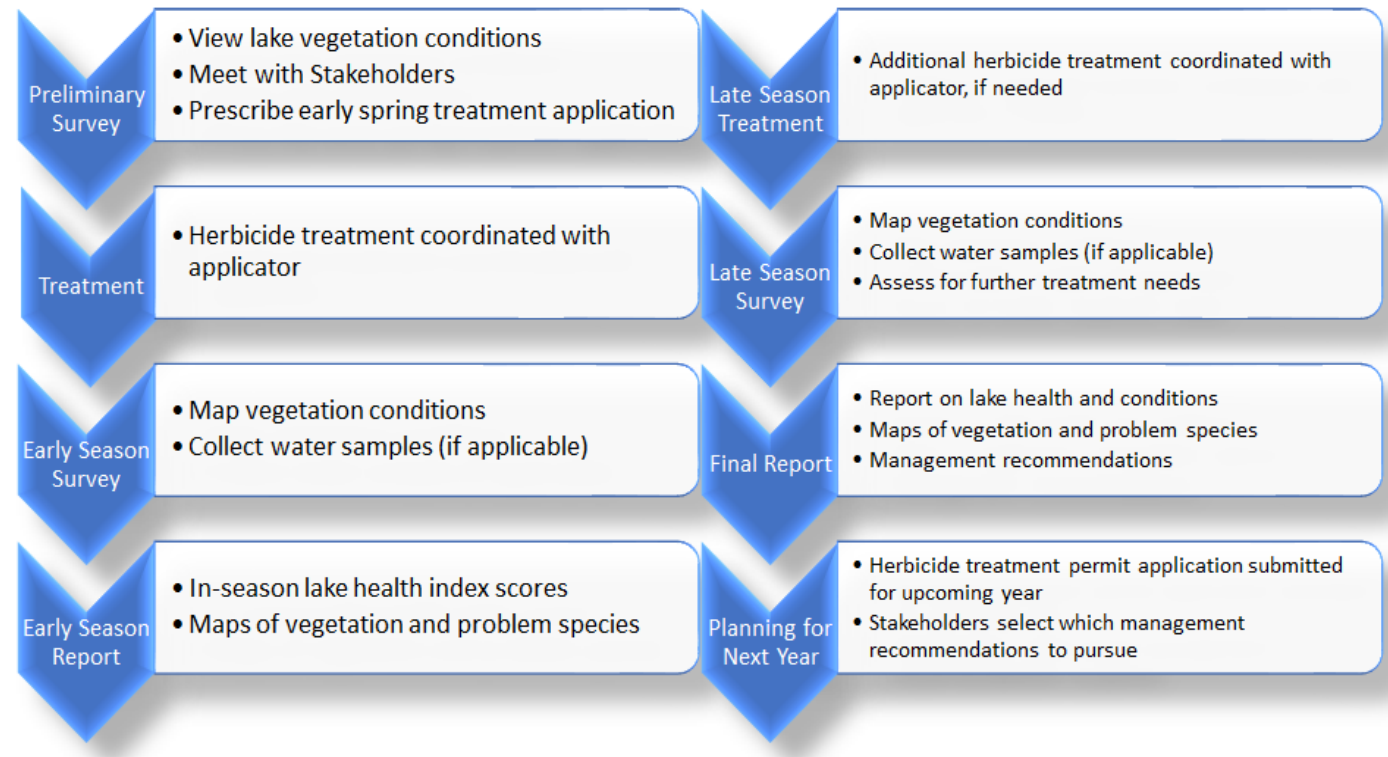 Preliminary
Survey
• View lake vegetation conditions
• Meet with Stakeholders
• Prescribe early spring treatment application
Treatment
• Herbicide treatment coordinated with
applicator
Early Season
Survey
• Map vegetation conditions
• Collect water samples (if applicable)
Early Season
Report
• In-season lake health index scores
• Maps of vegetation and problem species
Late Season
Treatment
• Additional herbicide treatment coordinated with
applicator, if needed
Late Season
Survey
• Map vegetation conditions
• Collect water samples (if applicable)
• Assess for further treatment needs
Final Report
• Report on lake health and conditions
• Maps of vegetation and problem species
• Management recommendations
Planning for
Next Year
• Herbicide treatment permit application submitted
for upcoming year
• Stakeholders select which management
recommendations to pursue